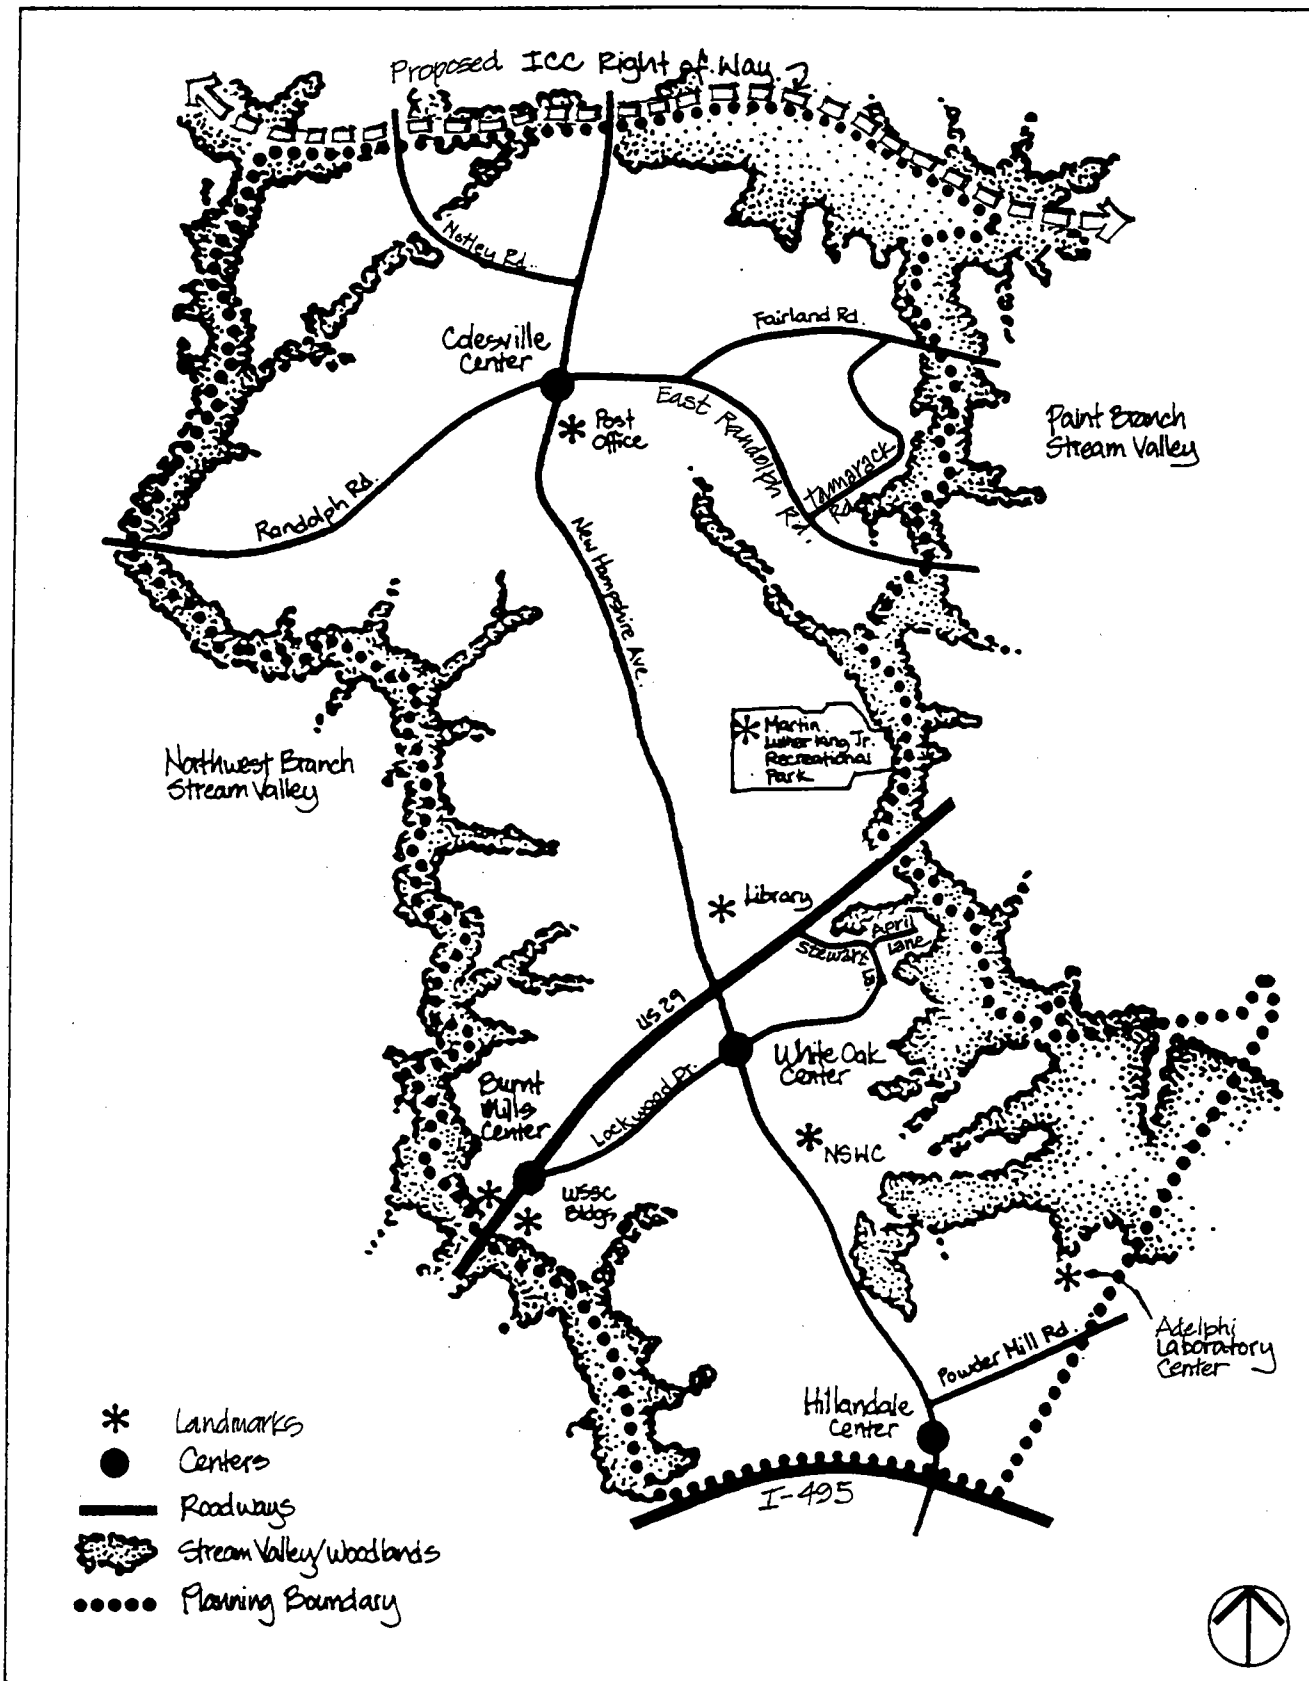 Proposed ICC Right of Way
Notley Rd.
Fairland Rd.
Colesville
Center
East Randolph Rd.
Post
Office
Paint Branch
Stream Valley
Tamarack
Rd.
Randolph Rd.
New Hampshire Ave.
Martin
Luther King Jr.
Recreational
Park
Northwest Branch
Stream Valley
Library
April
Lane
Stewart
Ln
US 29
White Oak
Center
Burnt
Mills
Center
Lockwood Dr.
NSWC
WSSC
Bldgs
Adelphi
Laboratory
Center
Powder Mill Rd.
Hillandale
Center
I-495
Landmarks
Centers
Roadways
Stream Valley/Woodlands
Planning Boundary